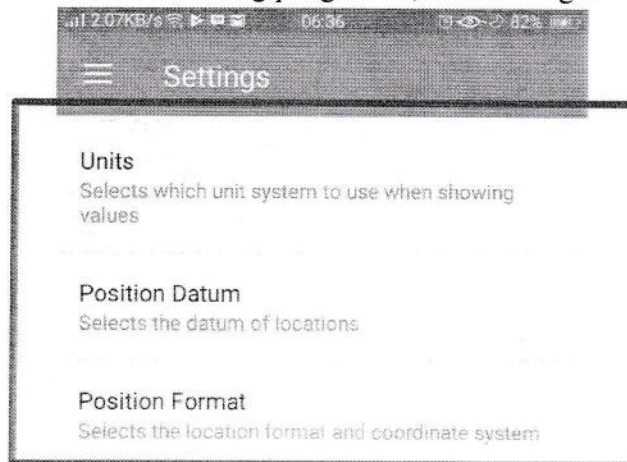 2.07KB/s 06:36 82%
Settings
Units
Selects which unit system to use when showing
values
Position Datum
Selects the datum of locations
Position Format
Selects the location format and coordinate system